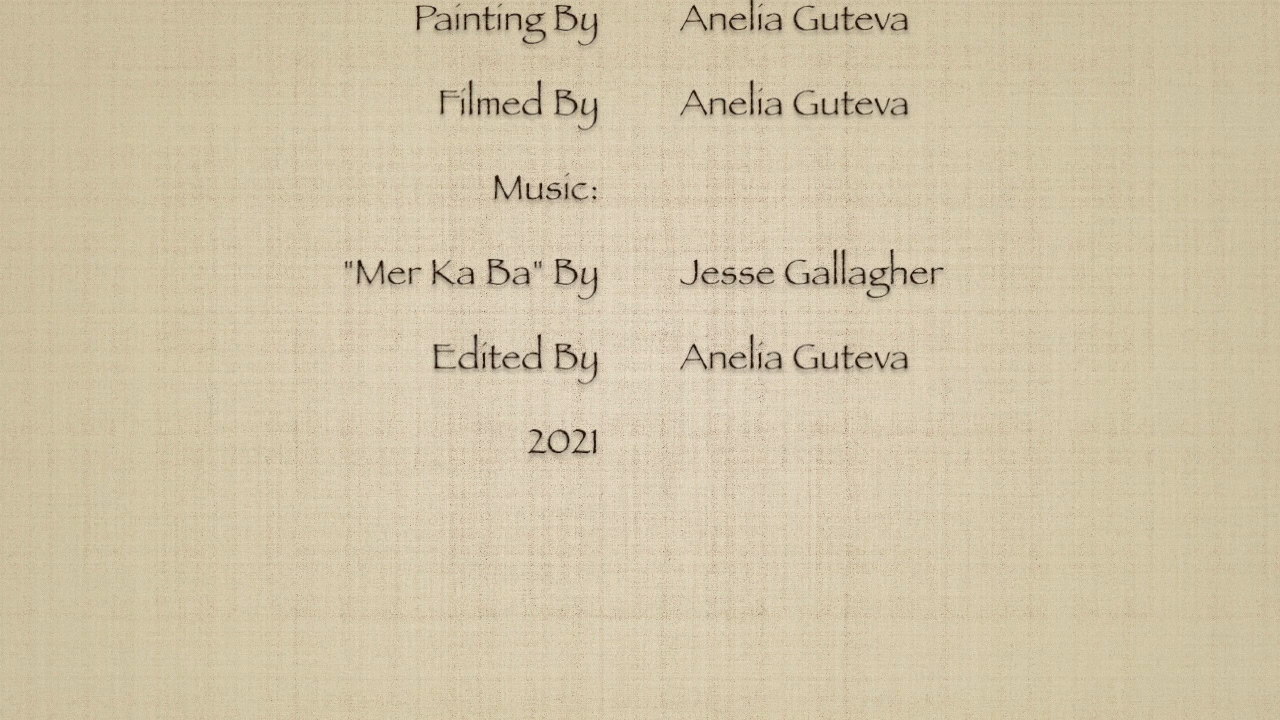 Painting By Anelia Guteva
Filmed By Anelia Guteva
Music:
"Mer Ka Ba" By Jesse Gallagher
Edited By Anelia Guteva
2021